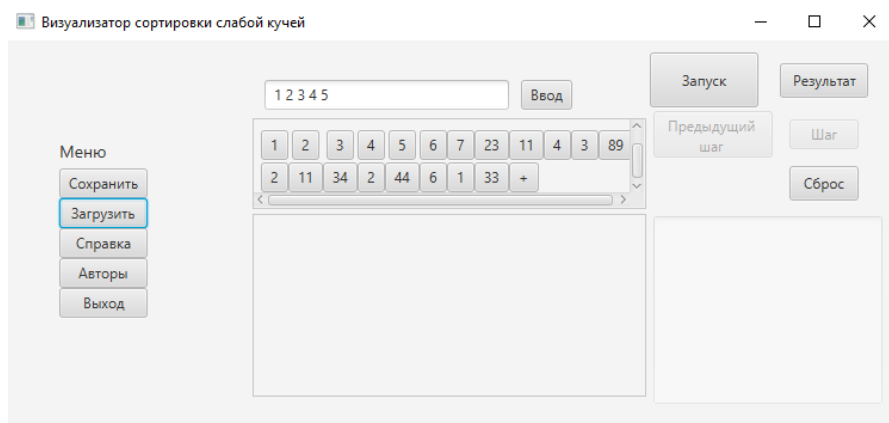 Визуализатор сортировки слабой кучей
1 2 3 4 5
Ввод
Запуск
Результат
1 2 3 4 5 6 7 23 11 4 3 89
2 11 34 2 44 6 1 33 +
Предыдущий
шаг
Шаг
Сброс
Меню
Сохранить
Загрузить
Справка
Авторы
Выход